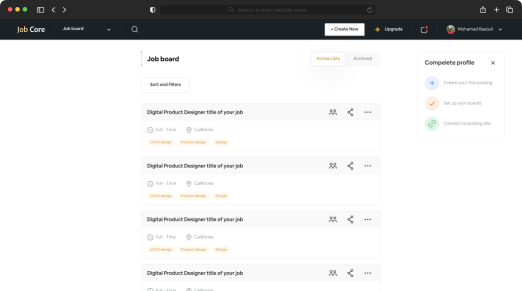 Search or enter website name
Job Core
Job board
+ Create New
Upgrade
Mohamad Rasouli
Job board
Active Lists
Archived
Sort and Filters
Digital Product Designer title of your job
Full - Time
California
UI/UX design
Product design
Design
Digital Product Designer title of your job
Full - Time
California
UI/UX design
Product design
Design
Digital Product Designer title of your job
Full - Time
California
UI/UX design
Product design
Design
Digital Product Designer title of your job
Full - Time
California
Compelete profile
Create your first posting
Set up your boards
Connect to posting site